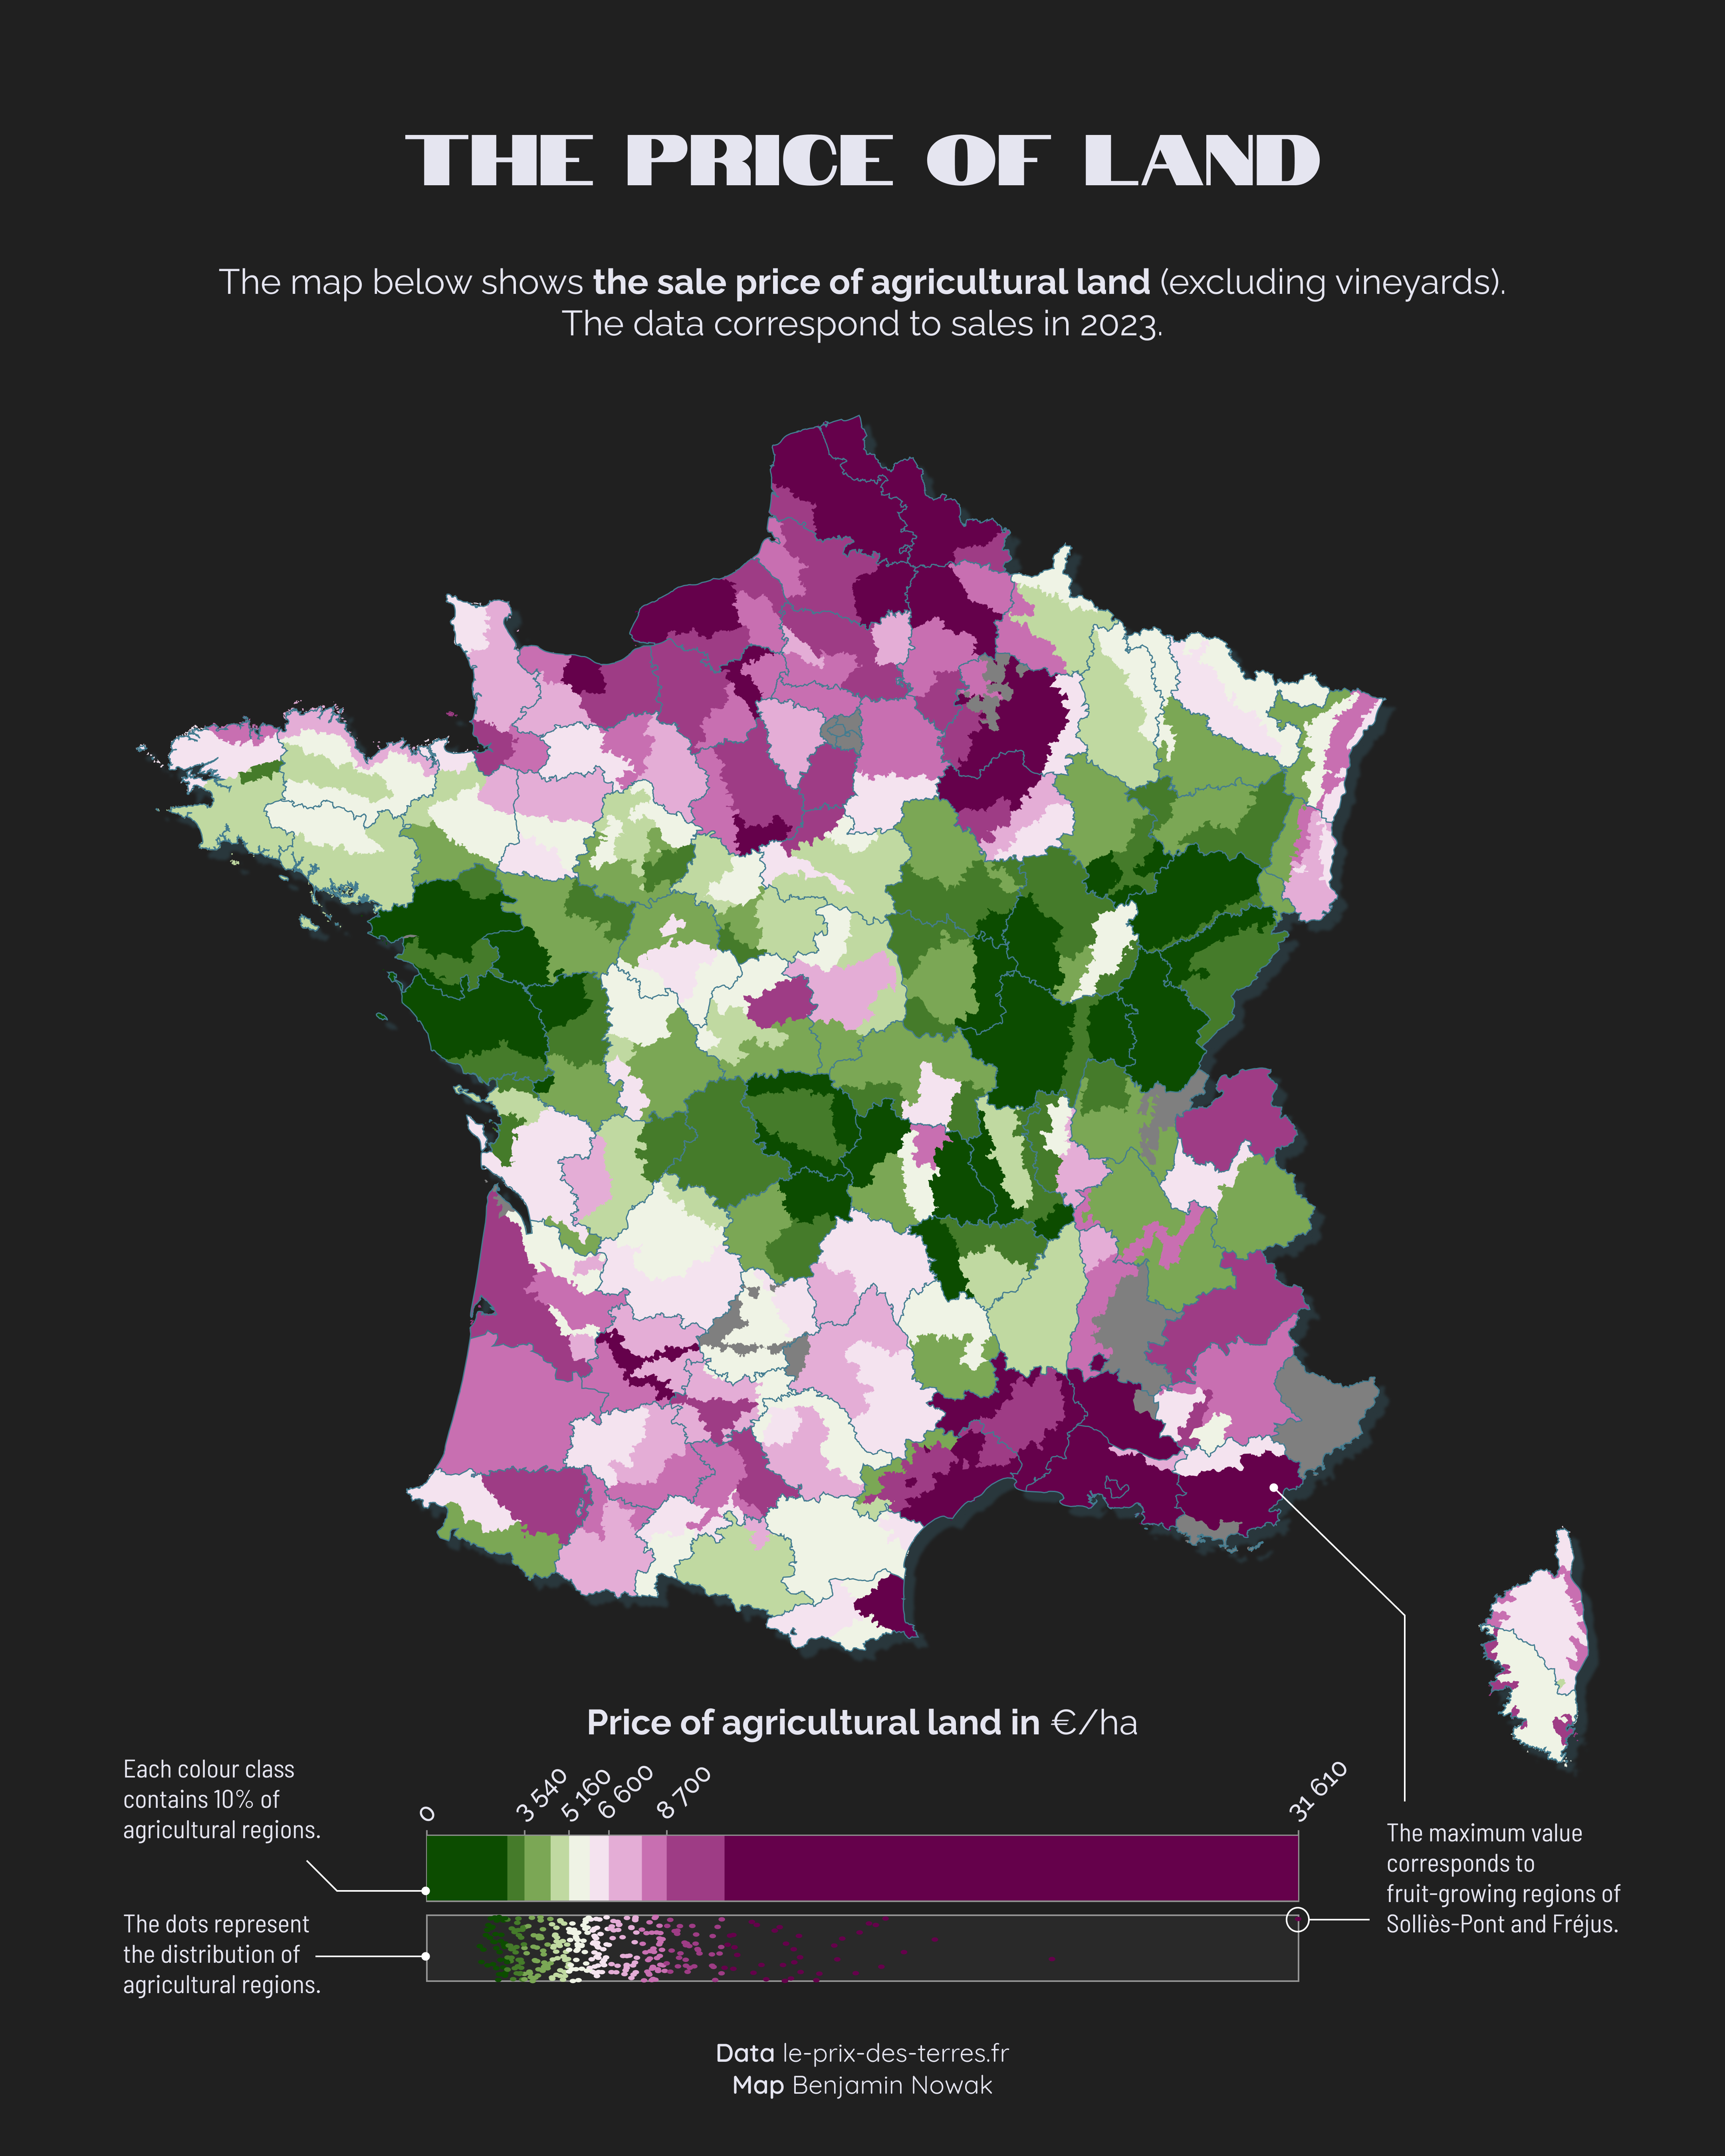 THE PRICE OF LAND
The map below shows the sale price of agricultural land (excluding vineyards).
The data correspond to sales in 2023.
Price of agricultural land in €/ha
Each colour class
contains 10% of
agricultural regions.
0
3 540
5 160
6 600
8 700
31 610
The maximum value
corresponds to
fruit-growing regions of
Solliès-Pont and Fréjus.
The dots represent
the distribution of
agricultural regions.
Data le-prix-des-terres.fr
Map Benjamin Nowak